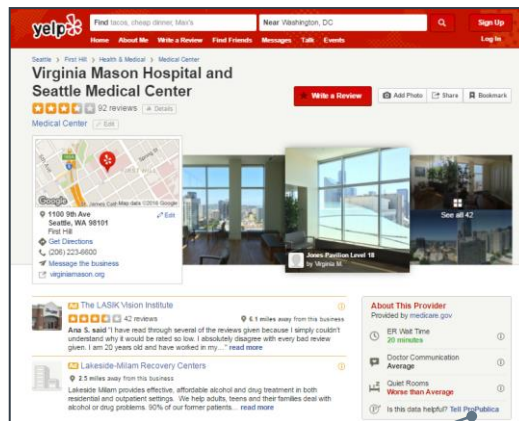 yelp
Find tacos, cheap dinner, Max's
Near Washington, DC
Sign Up
Home About Me Write a Review Find Friends Messages Talk Events
Log In
Seattle > First Hill > Health & Medical > Medical Center
Virginia Mason Hospital and
Seattle Medical Center
92 reviews Details
Write a Review
Add Photo
Share
Bookmark
Medical Center Edit
Spring St
James
Google
Map data ©2016 Google
1100 9th Ave
Edit
Seattle, WA 98101
First Hill
Get Directions
(206) 223-6600
Message the business
virginiamason.org
Jones Pavilion Level 18
by Virginia M.
See all 42
Ad The LASIK Vision Institute
42 reviews
6.1 miles away from this business
Ana S. said "I have read through several of the reviews given because I simply couldn't
understand why it would be rated so low. I absolutely disagree with every bad review
given. I am 20 years old and have worked in my…" read more
Ad Lakeside-Milam Recovery Centers
2.5 miles away from this business
Lakeside Milam provides effective, affordable alcohol and drug treatment in both
residential and outpatient settings. We help adults, teens and their families deal with
alcohol or drug problems. 90% of our former patients… read more
About This Provider
Provided by medicare.gov
ER Wait Time
20 minutes
Doctor Communication
Average
Quiet Rooms
Worse than Average
Is this data helpful? Tell ProPublica